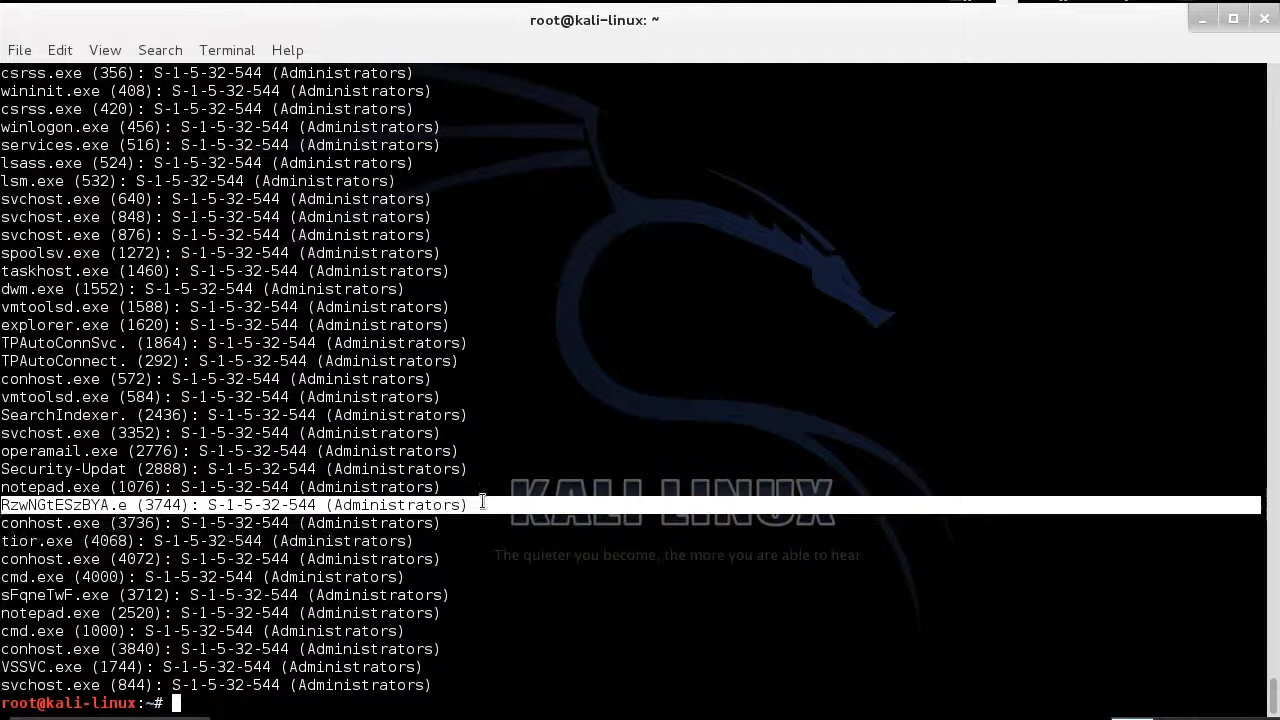 root@kali-linux: ~
File Edit View Search Terminal Help
csrss.exe (356): S-1-5-32-544 (Administrators)
wininit.exe (408): S-1-5-32-544 (Administrators)
csrss.exe (420): S-1-5-32-544 (Administrators)
winlogon.exe (456): S-1-5-32-544 (Administrators)
services.exe (516): S-1-5-32-544 (Administrators)
lsass.exe (524): S-1-5-32-544 (Administrators)
lsm.exe (532): S-1-5-32-544 (Administrators)
svchost.exe (640): S-1-5-32-544 (Administrators)
svchost.exe (848): S-1-5-32-544 (Administrators)
svchost.exe (876): S-1-5-32-544 (Administrators)
spoolsv.exe (1272): S-1-5-32-544 (Administrators)
taskhost.exe (1460): S-1-5-32-544 (Administrators)
dwm.exe (1552): S-1-5-32-544 (Administrators)
vmtoolsd.exe (1588): S-1-5-32-544 (Administrators)
explorer.exe (1620): S-1-5-32-544 (Administrators)
TPAutoConnSvc. (1864): S-1-5-32-544 (Administrators)
TPAutoConnect. (292): S-1-5-32-544 (Administrators)
conhost.exe (572): S-1-5-32-544 (Administrators)
vmtoolsd.exe (584): S-1-5-32-544 (Administrators)
SearchIndexer. (2436): S-1-5-32-544 (Administrators)
svchost.exe (3352): S-1-5-32-544 (Administrators)
operamail.exe (2776): S-1-5-32-544 (Administrators)
Security-Updat (2888): S-1-5-32-544 (Administrators)
notepad.exe (1076): S-1-5-32-544 (Administrators)
RzwNGtESzBYA.e (3744): S-1-5-32-544 (Administrators)
conhost.exe (3736): S-1-5-32-544 (Administrators)
tior.exe (4068): S-1-5-32-544 (Administrators)
conhost.exe (4072): S-1-5-32-544 (Administrators)
cmd.exe (4000): S-1-5-32-544 (Administrators)
sFqneTwF.exe (3712): S-1-5-32-544 (Administrators)
notepad.exe (2520): S-1-5-32-544 (Administrators)
cmd.exe (1000): S-1-5-32-544 (Administrators)
conhost.exe (3840): S-1-5-32-544 (Administrators)
VSSVC.exe (1744): S-1-5-32-544 (Administrators)
svchost.exe (844): S-1-5-32-544 (Administrators)
root@kali-linux:~#
KALI LINUX
The quieter you become, the more you are able to hear